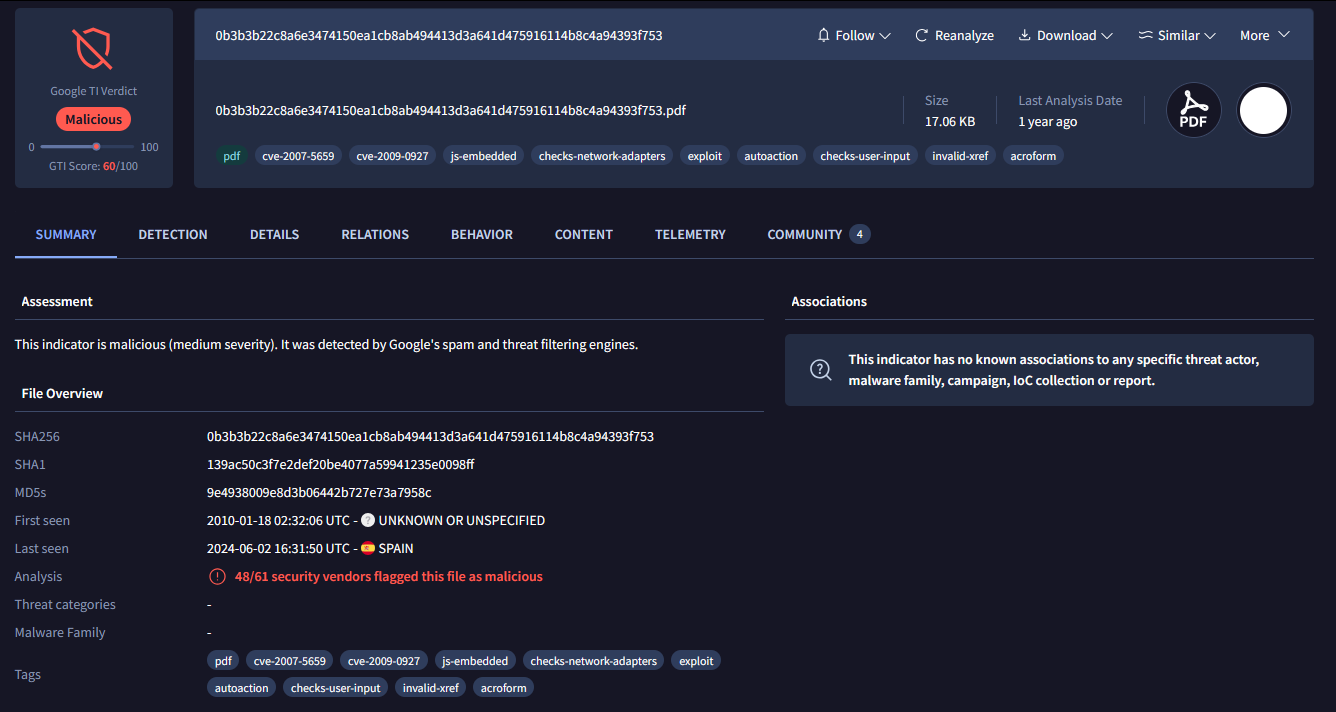 0b3b3b22c8a6e3474150ea1cb8ab494413d3a641d475916114b8c4a94393f753
Follow
Reanalyze
Download
Similar
More
Google TI Verdict
Malicious
0
100
GTI Score: 60/100
0b3b3b22c8a6e3474150ea1cb8ab494413d3a641d475916114b8c4a94393f753.pdf
Size
17.06 KB
Last Analysis Date
1 year ago
PDF
pdf
cve-2007-5659
cve-2009-0927
js-embedded
checks-network-adapters
exploit
autoaction
checks-user-input
invalid-xref
acroform
SUMMARY
DETECTION
DETAILS
RELATIONS
BEHAVIOR
CONTENT
TELEMETRY
COMMUNITY 4
Assessment
This indicator is malicious (medium severity). It was detected by Google's spam and threat filtering engines.
Associations
? This indicator has no known associations to any specific threat actor,
malware family, campaign, IoC collection or report.
File Overview
SHA256 0b3b3b22c8a6e3474150ea1cb8ab494413d3a641d475916114b8c4a94393f753
SHA1 139ac50c3f7e2def20be4077a59941235e0098ff
MD5s 9e4938009e8d3b06442b727e73a7958c
First seen 2010-01-18 02:32:06 UTC - ? UNKNOWN OR UNSPECIFIED
Last seen 2024-06-02 16:31:50 UTC - SPAIN
Analysis ! 48/61 security vendors flagged this file as malicious
Threat categories -
Malware Family -
Tags
pdf
cve-2007-5659
cve-2009-0927
js-embedded
checks-network-adapters
exploit
autoaction
checks-user-input
invalid-xref
acroform